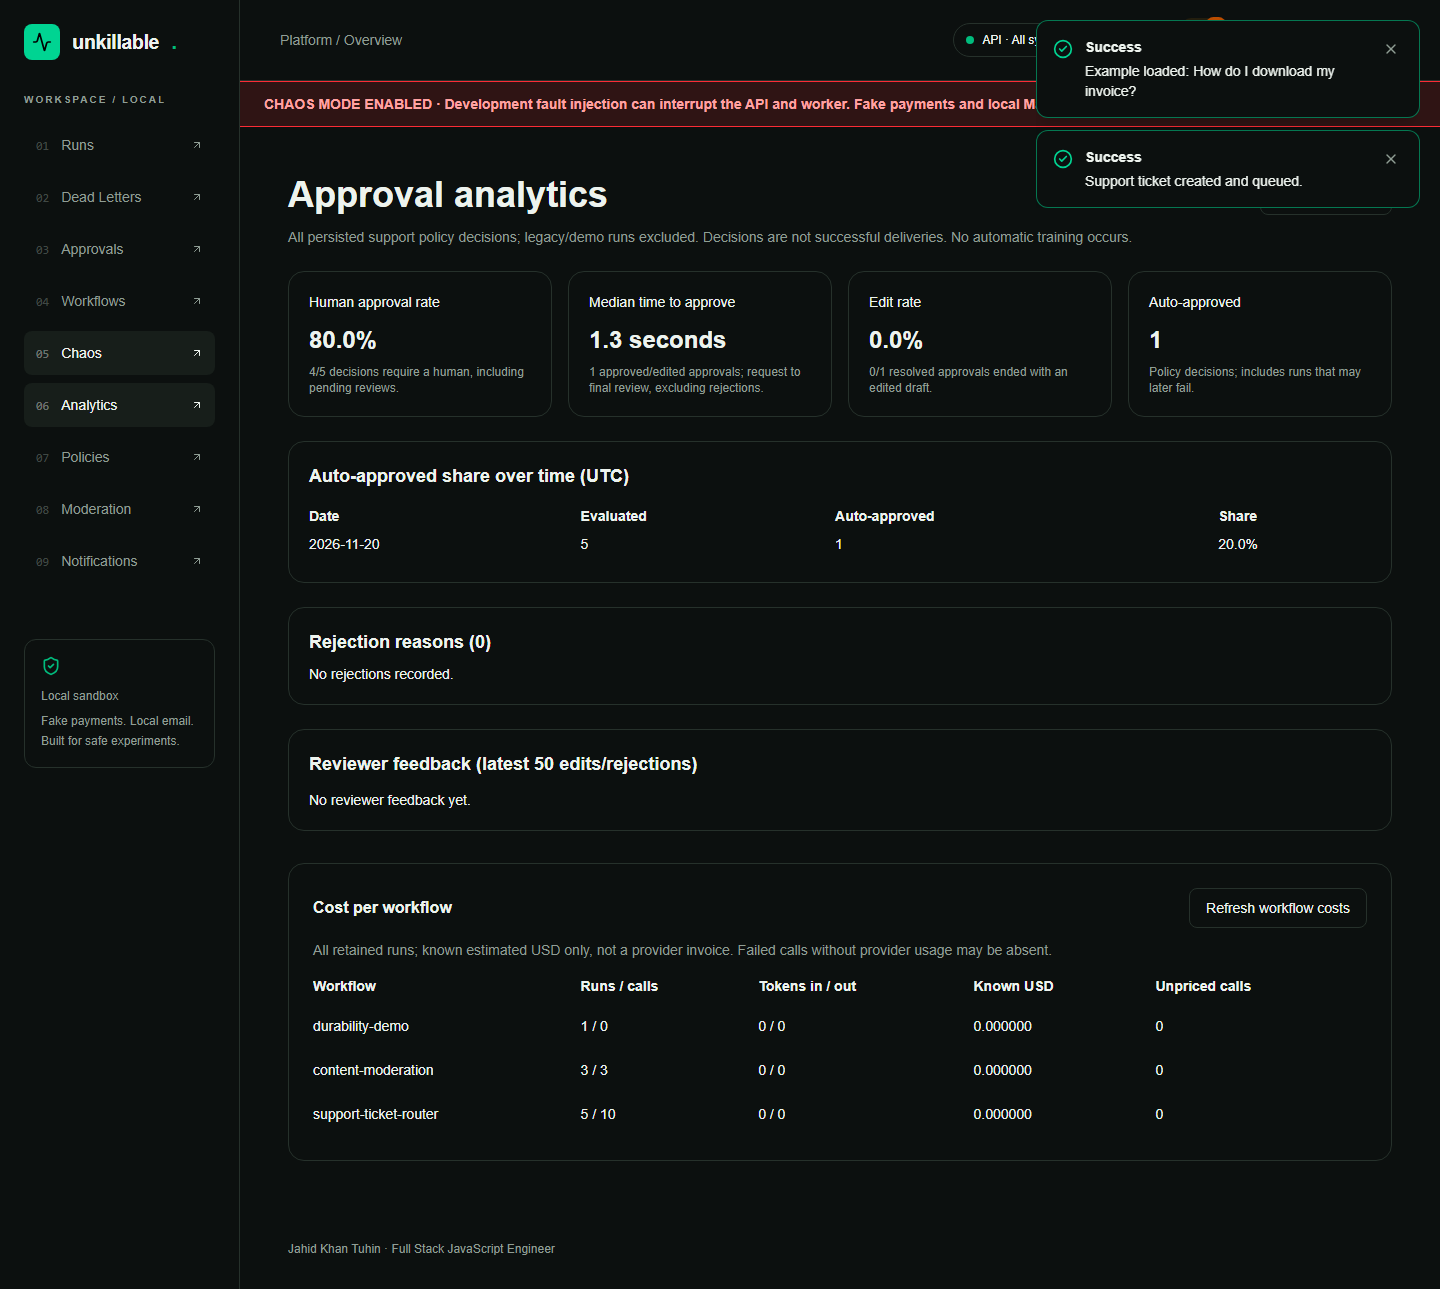 unkillable .
WORKSPACE / LOCAL
01 Runs
02 Dead Letters
03 Approvals
04 Workflows
05 Chaos
06 Analytics
07 Policies
08 Moderation
09 Notifications
Local sandbox
Fake payments. Local email.
Built for safe experiments.
Platform / Overview
API · All
Success
Example loaded: How do I download my
invoice?
CHAOS MODE ENABLED · Development fault injection can interrupt the API and worker. Fake payments and local
Success
Support ticket created and queued.
Approval analytics
All persisted support policy decisions; legacy/demo runs excluded. Decisions are not successful deliveries. No automatic training occurs.
Human approval rate
80.0%
4/5 decisions require a human, including
pending reviews.
Median time to approve
1.3 seconds
1 approved/edited approvals; request to
final review, excluding rejections.
Edit rate
0.0%
0/1 resolved approvals ended with an
edited draft.
Auto-approved
1
Policy decisions; includes runs that may
later fail.
Auto-approved share over time (UTC)
Date Evaluated Auto-approved Share
2026-11-20 5 1 20.0%
Rejection reasons (0)
No rejections recorded.
Reviewer feedback (latest 50 edits/rejections)
No reviewer feedback yet.
Cost per workflow
Refresh workflow costs
All retained runs; known estimated USD only, not a provider invoice. Failed calls without provider usage may be absent.
Workflow Runs / calls Tokens in / out Known USD Unpriced calls
durability-demo 1 / 0 0 / 0 0.000000 0
content-moderation 3 / 3 0 / 0 0.000000 0
support-ticket-router 5 / 10 0 / 0 0.000000 0
Jahid Khan Tuhin · Full Stack JavaScript Engineer